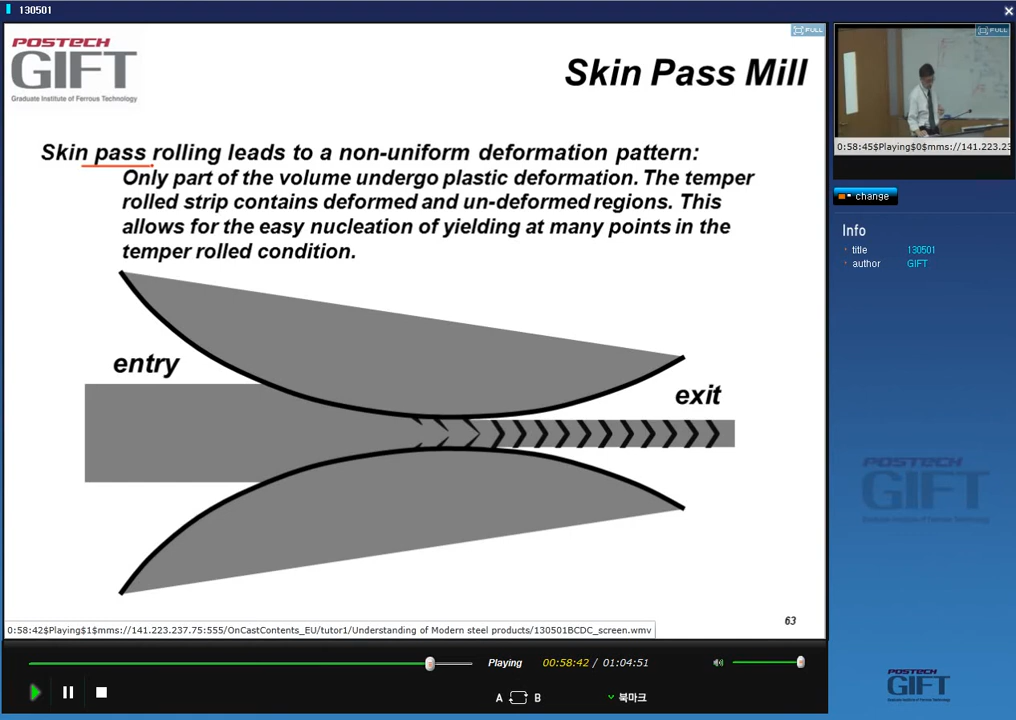 130501
POSTECH
GIFT
Graduate Institute of Ferrous Technology
Skin Pass Mill
FULL
Skin pass rolling leads to a non-uniform deformation pattern:
Only part of the volume undergo plastic deformation. The temper
rolled strip contains deformed and un-deformed regions. This
allows for the easy nucleation of yielding at many points in the
temper rolled condition.
entry
exit
63
0:58:42$Playing$1$mms://141.223.237.75:555/OnCastContents_EU/tutor1/Understanding of Modern steel products/130501BCDC_screen.wmv
Playing
00:58:42 / 01:04:51
A B
북마크
FULL
0:58:45$Playing$0$mms://141.223.23
change
Info
title 130501
author GIFT
POSTECH
GIFT
POSTECH
GIFT